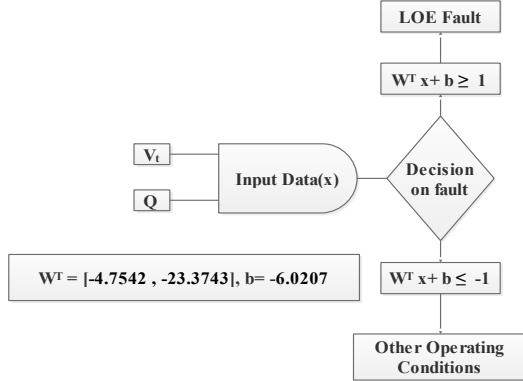 LOE Fault
Wᵀ x+ b ≥ 1
Vₜ
Q
Input Data(x)
Decision
on fault
Wᵀ = [-4.7542 , -23.3743], b= -6.0207
Wᵀ x+ b ≤ -1
Other Operating
Conditions